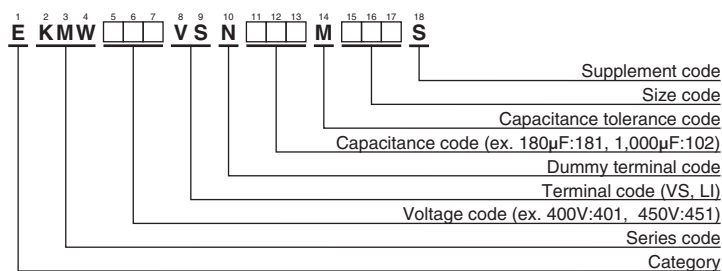 1 2 3 4 5 6 7 8 9 10 11 12 13 14 15 16 17 18
E KMW VS N M S
Supplement code
Size code
Capacitance tolerance code
Capacitance code (ex. 180µF:181, 1,000µF:102)
Dummy terminal code
Terminal code (VS, LI)
Voltage code (ex. 400V:401, 450V:451)
Series code
Category